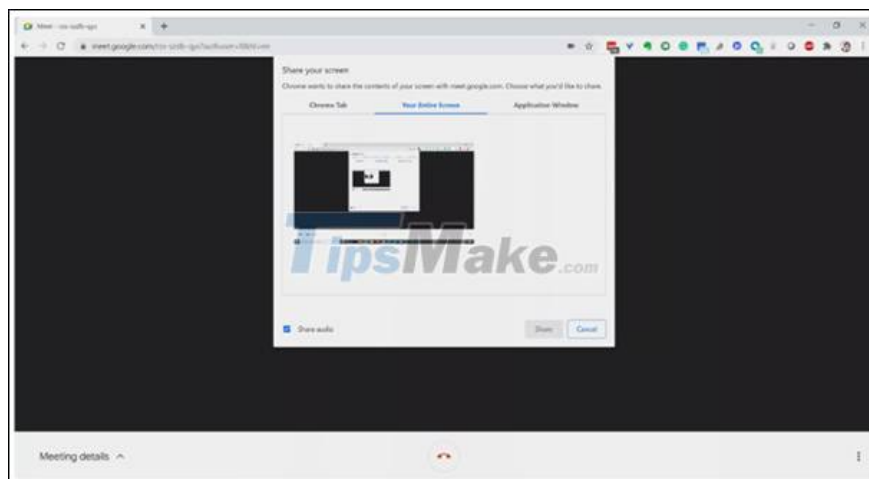 Share your screen
Chrome wants to share the contents of your screen with meet.google.com. Choose what you'd like to share.
Chrome Tab Your Entire Screen Application Window
TipsMake.com
Share audio Share Cancel
Meeting details